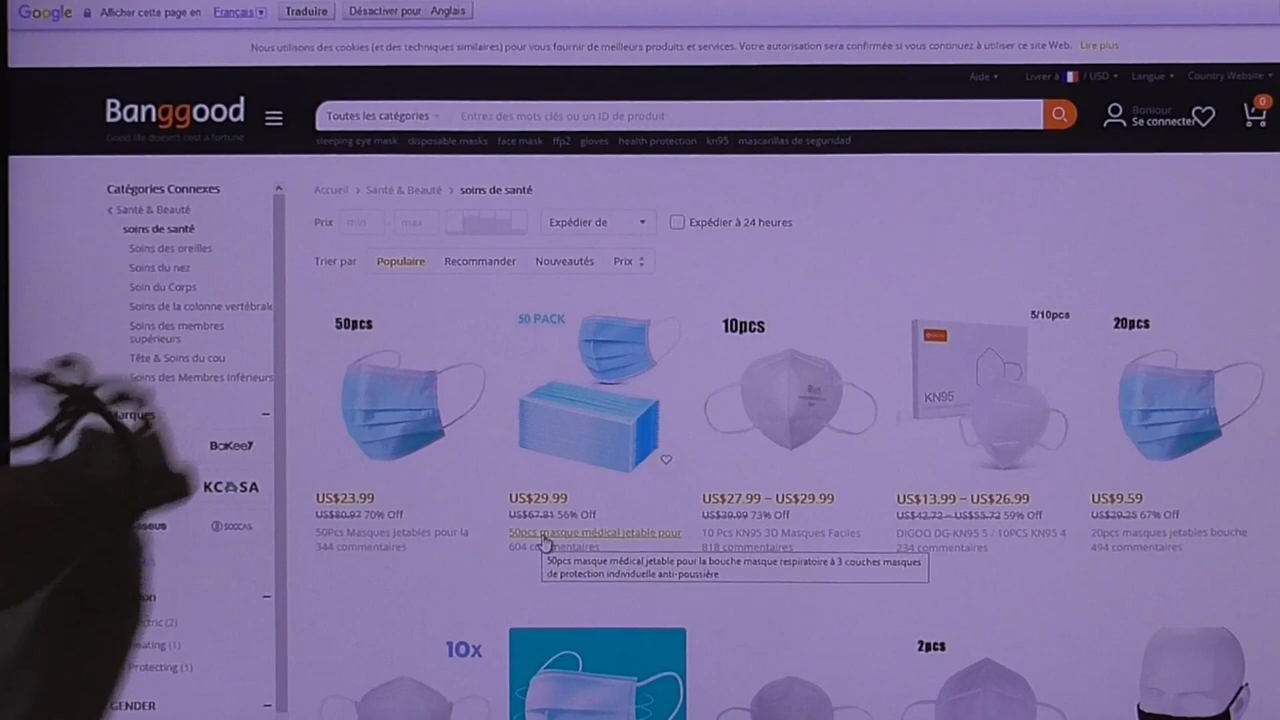 Google Afficher cette page en Français Traduire Désactiver pour Anglais
Nous utilisons des cookies (et des techniques similaires) pour vous fournir de meilleurs produits et services. Votre autorisation sera confirmée si vous continuez à utiliser ce site Web. Lire plus
Aide Livrer à / USD Langue Country Website
Banggood
Good life doesn't cost a fortune
Toutes les catégories Entrez des mots clés ou un ID de produit
Bonjour
Se connecter
0
sleeping eye mask disposable masks face mask ffp2 gloves health protection kn95 mascarillas de seguridad
Catégories Connexes
< Santé & Beauté
soins de santé
Soins des oreilles
Soins du nez
Soin du Corps
Soins de la colonne vertébrale
Soins des membres
supérieurs
Tête & Soins du cou
Soins des Membres Inférieurs
Marques
BaKeeY
KCASA
SOOCAS
(2)
(1)
Protecting (1)
GENDER
Accueil > Santé & Beauté > soins de santé
Prix min - max Expédier de Expédier à 24 heures
Trier par Populaire Recommander Nouveautés Prix
50pcs
US$23.99
US$80.97 70% Off
50Pcs Masques Jetables pour la
344 commentaires
50 PACK
US$29.99
US$67.81 56% Off
50pcs masque médical jetable pour
604 commentaires
50pcs masque médical jetable pour la bouche masque respiratoire à 3 couches masques
de protection individuelle anti-poussière
10pcs
US$27.99 – US$29.99
US$39.99 73% Off
10 Pcs KN95 3D Masques Faciles
818 commentaires
5/10pcs
KN95
US$13.99 – US$26.99
US$42.72 – US$55.72 59% Off
DIGOO DG-KN95 5 / 10PCS KN95 4
234 commentaires
20pcs
US$9.59
US$29.25 67% Off
20pcs masques jetables bouche
494 commentaires
10x
2pcs